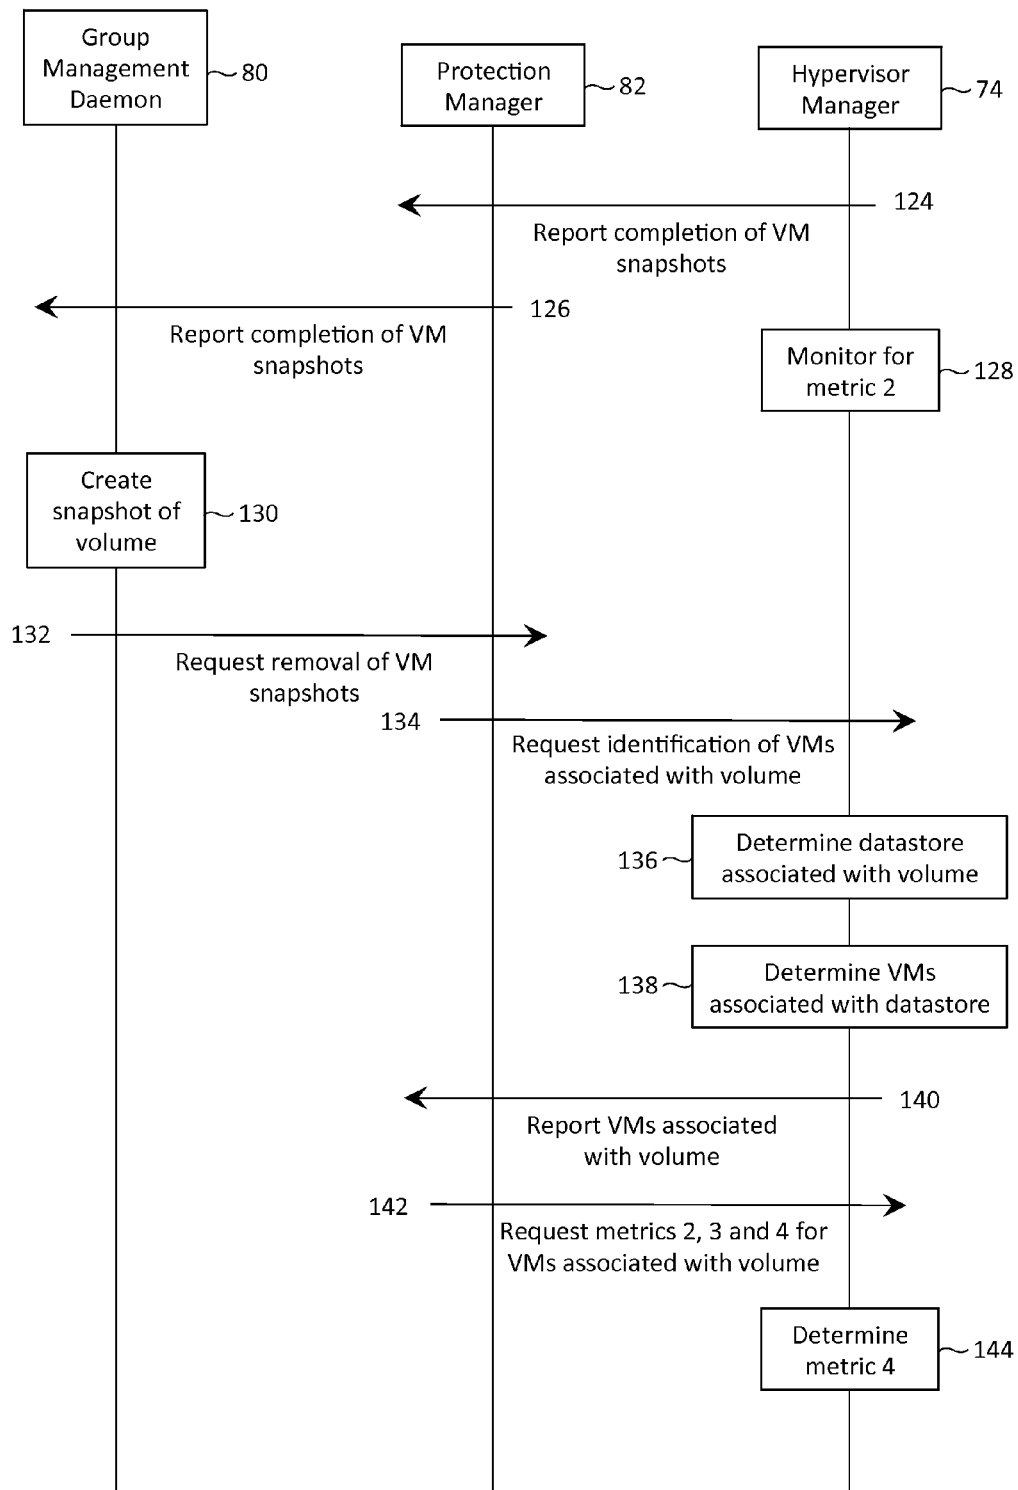 Group
Management
Daemon
80
Protection
Manager
82
Hypervisor
Manager
74
124
Report completion of VM
snapshots
126
Report completion of VM
snapshots
Monitor for
metric 2
128
Create
snapshot of
volume
130
132
Request removal of VM
snapshots
134
Request identification of VMs
associated with volume
136
Determine datastore
associated with volume
138
Determine VMs
associated with datastore
140
Report VMs associated
with volume
142
Request metrics 2, 3 and 4 for
VMs associated with volume
Determine
metric 4
144